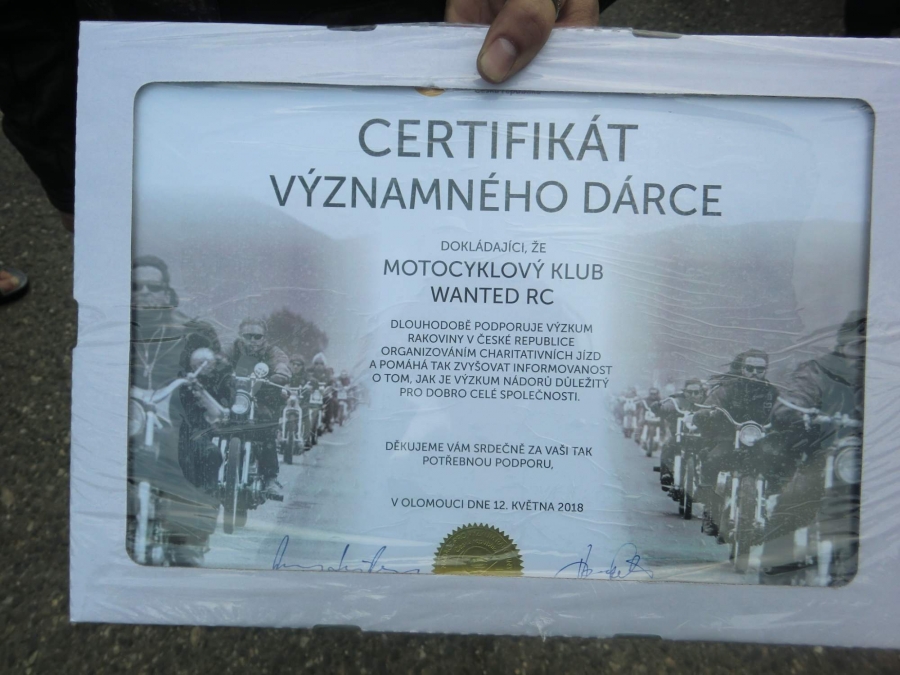 CERTIFIKÁT
VÝZNAMNÉHO DÁRCE
DOKLÁDAJÍCI, ŽE
MOTOCYKLOVÝ KLUB
WANTED RC
DLOUHODOBĚ PODPORUJE VÝZKUM
RAKOVINY V ČESKÉ REPUBLICE
ORGANIZOVÁNÍM CHARITATIVNÍCH JÍZD
A POMÁHÁ TAK ZVYŠOVAT INFORMOVANOST
O TOM, JAK JE VÝZKUM NÁDORŮ DŮLEŽITÝ
PRO DOBRO CELÉ SPOLEČNOSTI.
DĚKUJEME VÁM SRDEČNĚ ZA VAŠI TAK
POTŘEBNOU PODPORU,
V OLOMOUCI DNE 12. KVĚTNA 2018